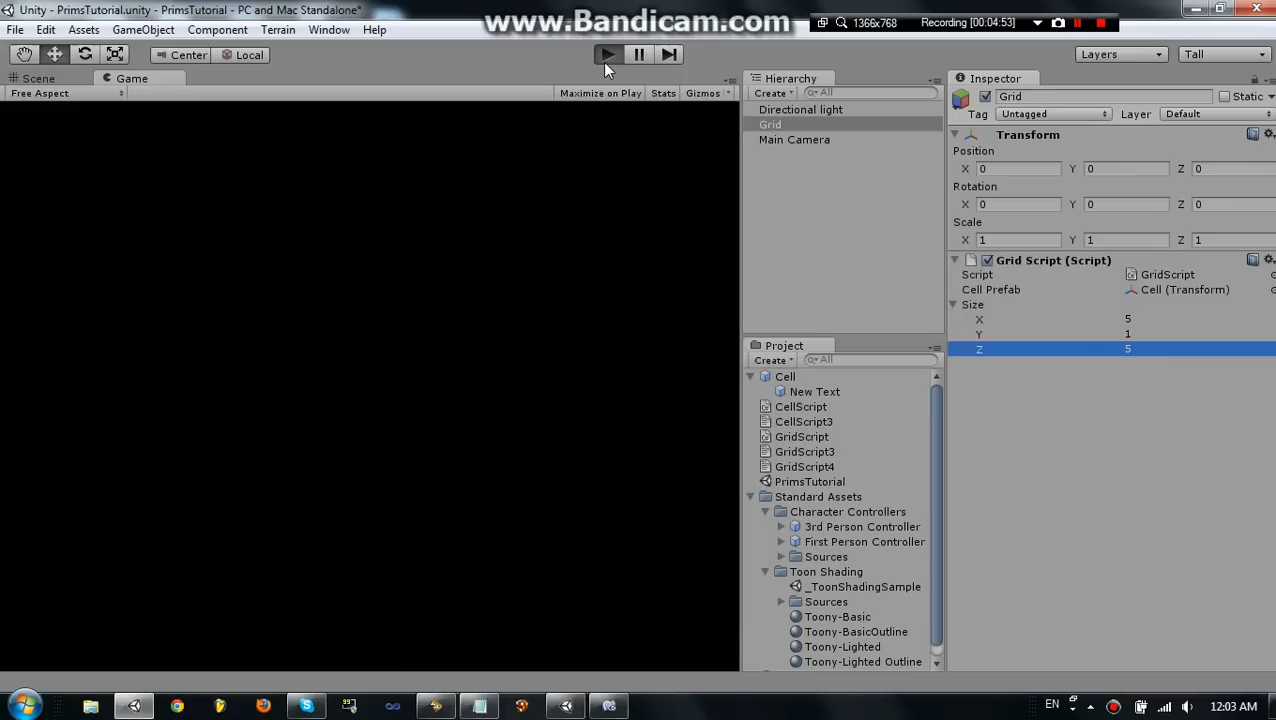 Unity - PrimsTutorial.unity - PrimsTutorial - PC and Mac Standalone*
www.Bandicam.com
1366x768
Recording [00:04:53]
File Edit Assets GameObject Component Terrain Window Help
Center Local
Layers
Tall
Scene
Game
Free Aspect
Maximize on Play Stats Gizmos
Hierarchy
Create
All
Directional light
Grid
Main Camera
Project
Create
All
Cell
New Text
CellScript
CellScript3
GridScript
GridScript3
GridScript4
PrimsTutorial
Standard Assets
Character Controllers
3rd Person Controller
First Person Controller
Sources
Toon Shading
_ToonShadingSample
Sources
Toony-Basic
Toony-BasicOutline
Toony-Lighted
Toony-Lighted Outline
Inspector
Grid
Static
Tag Untagged Layer Default
Transform
Position
X 0 Y 0 Z 0
Rotation
X 0 Y 0 Z 0
Scale
X 1 Y 1 Z 1
Grid Script (Script)
Script GridScript
Cell Prefab Cell (Transform)
Size
X 5
Y 1
Z 5
EN
12:03 AM